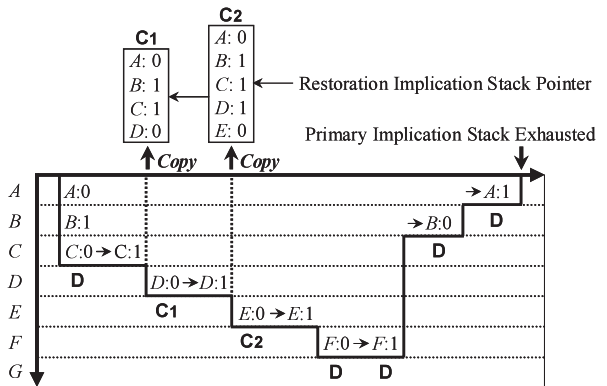 C2
C1
A: 0
B: 1
C: 1
D: 0
A: 0
B: 1
C: 1
D: 1
E: 0
Restoration Implication Stack Pointer
Primary Implication Stack Exhausted
Copy
Copy
A
A:0
→A:1
B
B:1
→B:0
D
C
C:0→C:1
D
D
D
D:0→D:1
E
C1
E:0→E:1
F
C2
F:0→F:1
G
D
D